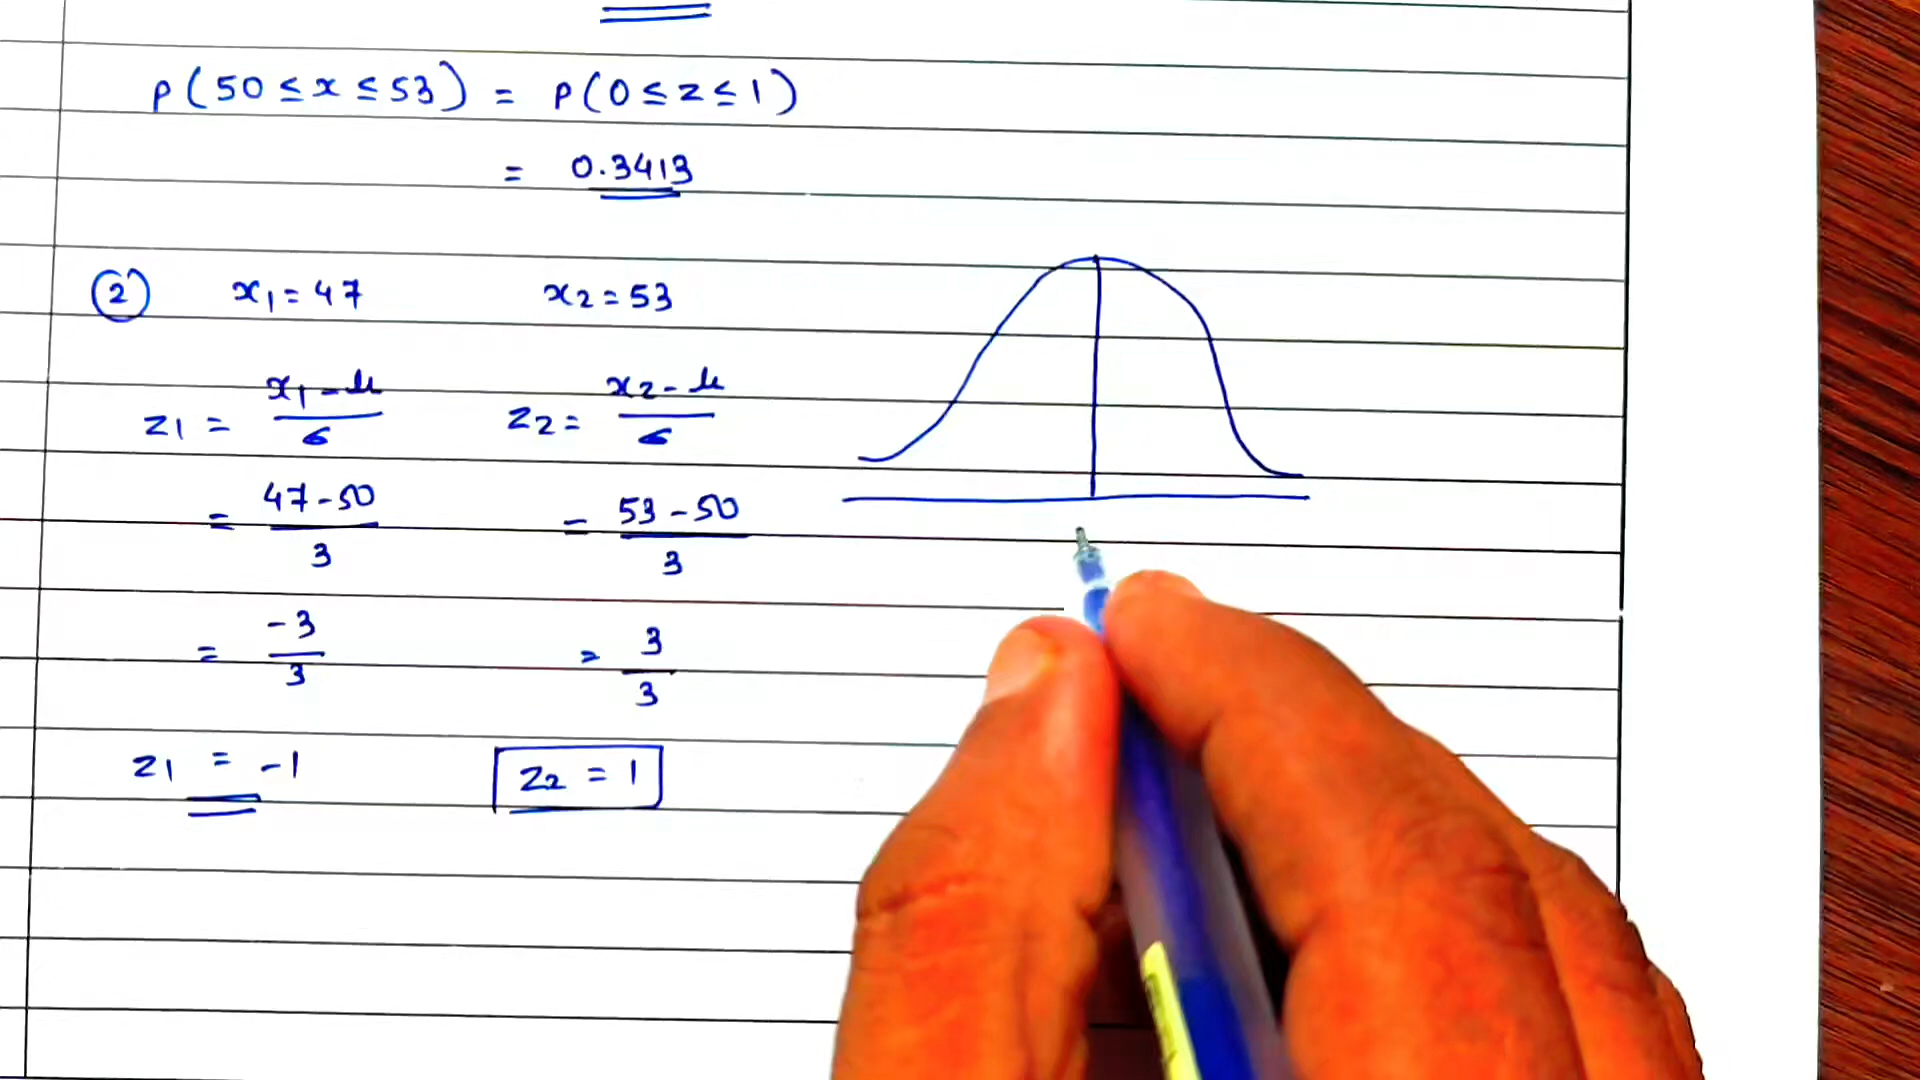 P(50≤x≤53) = P(0≤z≤1)
= 0.3413
② x₁=47 x₂=53
z₁ = (x₁-μ)/σ z₂ = (x₂-μ)/σ
= (47-50)/3 = (53-50)/3
= -3/3 = 3/3
z₁ = -1 z₂ = 1